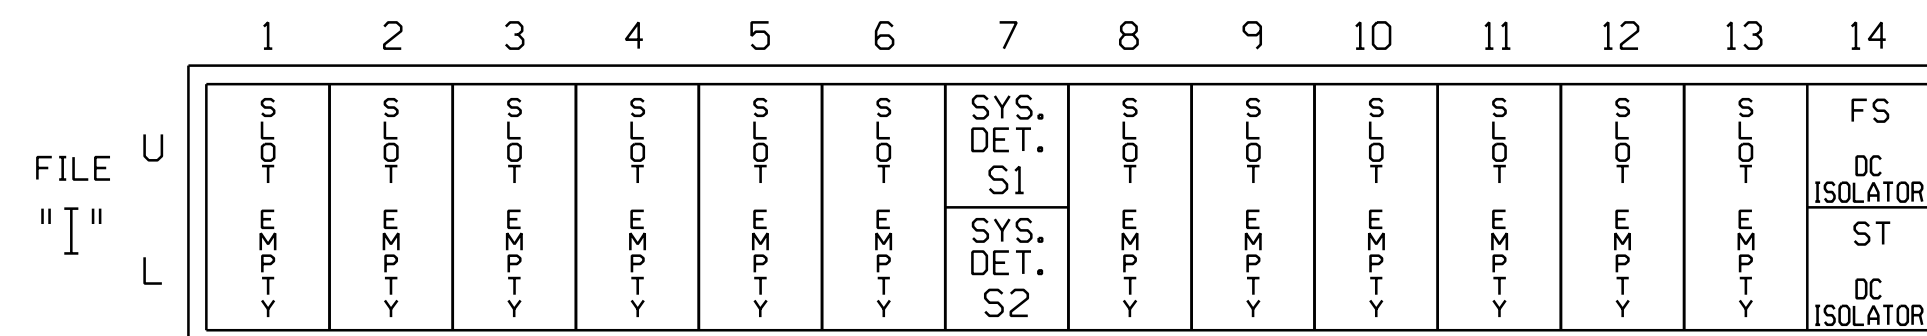 1 2 3 4 5 6 7 8 9 10 11 12 13 14
FILE
"I"
U
L
SLOT EMPTY
SLOT EMPTY
SLOT EMPTY
SLOT EMPTY
SLOT EMPTY
SLOT EMPTY
SYS.
DET.
S1
SYS.
DET.
S2
SLOT EMPTY
SLOT EMPTY
SLOT EMPTY
SLOT EMPTY
SLOT EMPTY
SLOT EMPTY
FS
DC
ISOLATOR
ST
DC
ISOLATOR